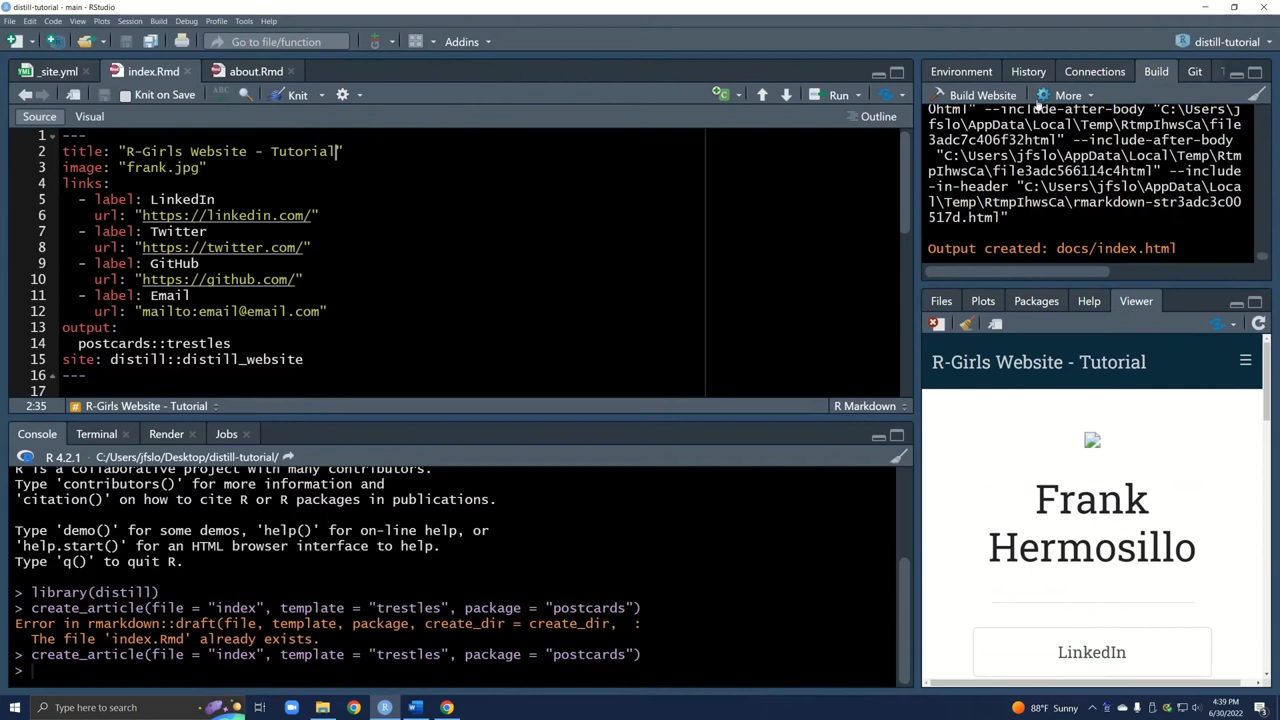 distill-tutorial - main - RStudio
File Edit Code View Plots Session Build Debug Profile Tools Help
Go to file/function Addins distill-tutorial
_site.yml index.Rmd about.Rmd
Knit on Save Knit Run
Source Visual Outline
1 ---
2 title: "R-Girls Website - Tutorial"
3 image: "frank.jpg"
4 links:
5 - label: LinkedIn
6 url: "https://linkedin.com/"
7 - label: Twitter
8 url: "https://twitter.com/"
9 - label: GitHub
10 url: "https://github.com/"
11 - label: Email
12 url: "mailto:email@email.com"
13 output:
14 postcards::trestles
15 site: distill::distill_website
16 ---
17
2:35 R-Girls Website - Tutorial R Markdown
Console Terminal Render Jobs
R 4.2.1 · C:/Users/jfslo/Desktop/distill-tutorial/
R is a collaborative project with many contributors.
Type 'contributors()' for more information and
'citation()' on how to cite R or R packages in publications.
Type 'demo()' for some demos, 'help()' for on-line help, or
'help.start()' for an HTML browser interface to help.
Type 'q()' to quit R.
> library(distill)
> create_article(file = "index", template = "trestles", package = "postcards")
Error in rmarkdown::draft(file, template, package, create_dir = create_dir, :
The file 'index.Rmd' already exists.
> create_article(file = "index", template = "trestles", package = "postcards")
>
Environment History Connections Build Git
Build Website More
0html" --include-after-body "C:\Users\j
fslo\AppData\Local\Temp\RtmpIhwsCa\file
3adc7c406f32html" --include-after-body
"C:\Users\jfslo\AppData\Local\Temp\Rtm
pIhwsCa\file3adc566114c4html" --include
-in-header "C:\Users\jfslo\AppData\Loca
l\Temp\RtmpIhwsCa\rmarkdown-str3adc3c00
517d.html"
Output created: docs/index.html
Files Plots Packages Help Viewer
R-Girls Website - Tutorial
Frank
Hermosillo
LinkedIn
Type here to search
88°F Sunny
4:39 PM
6/30/2022
3